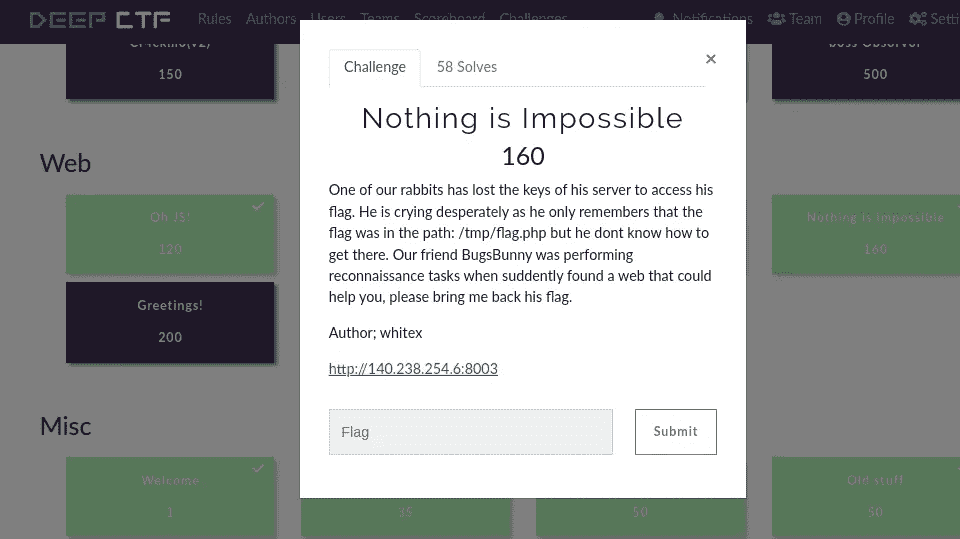 DEEP CTF Rules Authors Users Teams Scoreboard Challenges Notifications Team Profile Setti
Cr4ckm3(v2)
150
boss Observer
500
Challenge 58 Solves ×
Nothing is Impossible
160
One of our rabbits has lost the keys of his server to access his
flag. He is crying desperately as he only remembers that the
flag was in the path: /tmp/flag.php but he dont know how to
get there. Our friend BugsBunny was performing
reconnaissance tasks when suddently found a web that could
help you, please bring me back his flag.
Author; whitex
http://140.238.254.6:8003
Flag Submit
Web
Oh JS!
120
Nothing is Impossible
160
Greetings!
200
Misc
Welcome
1
35
50
Old stuff
50